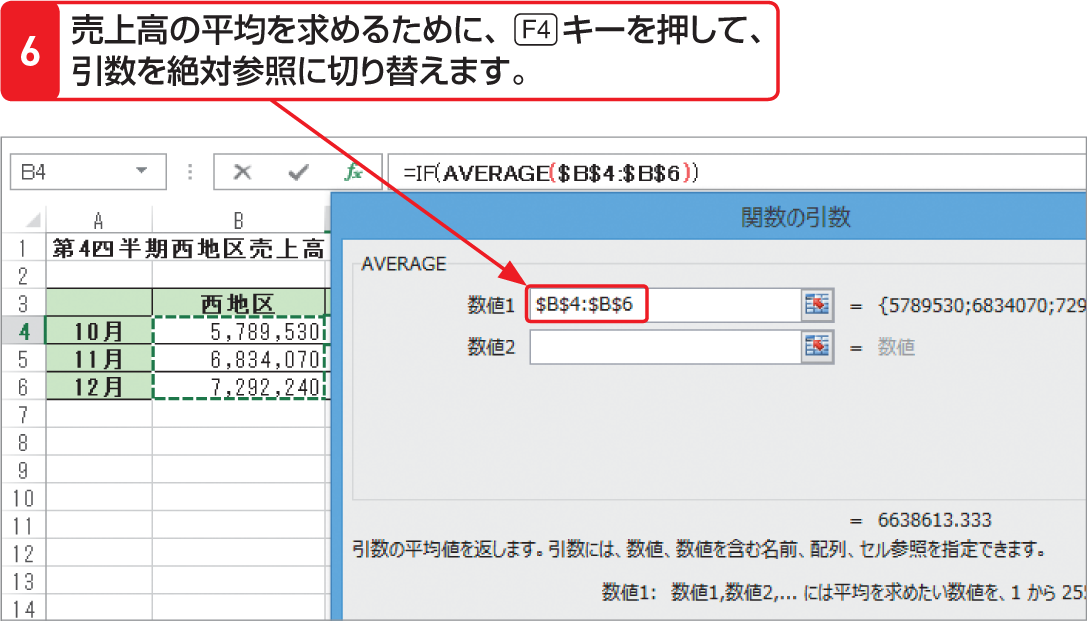 6
売上高の平均を求めるために、F4キーを押して、
引数を絶対参照に切り替えます。
B4 fx =IF(AVERAGE($B$4:$B$6))
関数の引数
A B
1 第4四半期西地区売上高
2
3 西地区
4 10月 5,789,530
5 11月 6,834,070
6 12月 7,292,240
7
8
9
10
11
12
13
14
AVERAGE
数値1 $B$4:$B$6 = {5789530;6834070;729
数値2 = 数値
= 6638613.333
引数の平均値を返します。引数には、数値、数値を含む名前、配列、セル参照を指定できます。
数値1: 数値1,数値2,... には平均を求めたい数値を、1 から 255